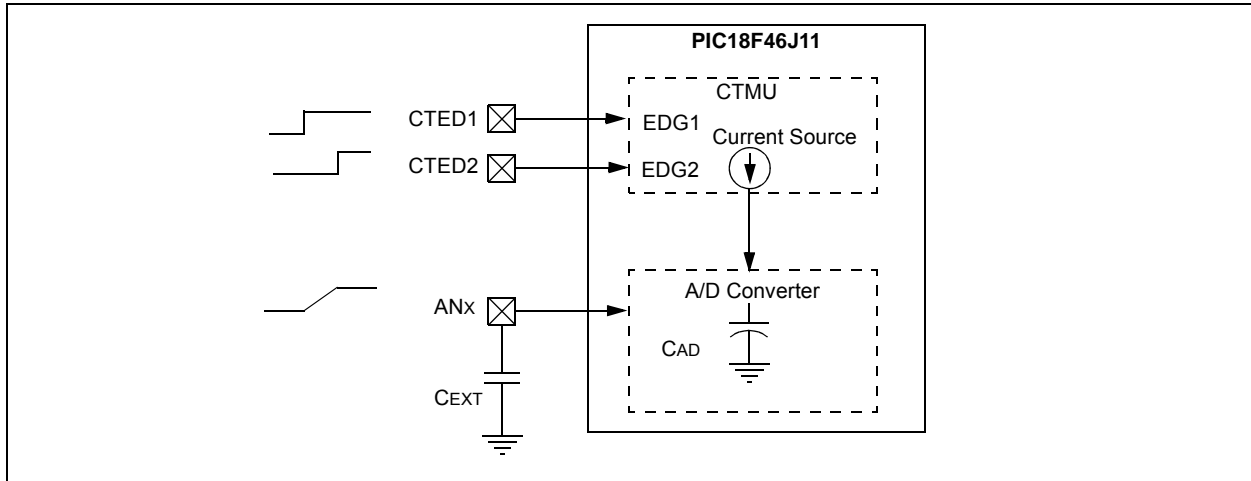 PIC18F46J11
CTMU
CTED1
EDG1
Current Source
CTED2
EDG2
A/D Converter
ANX
CAD
CEXT